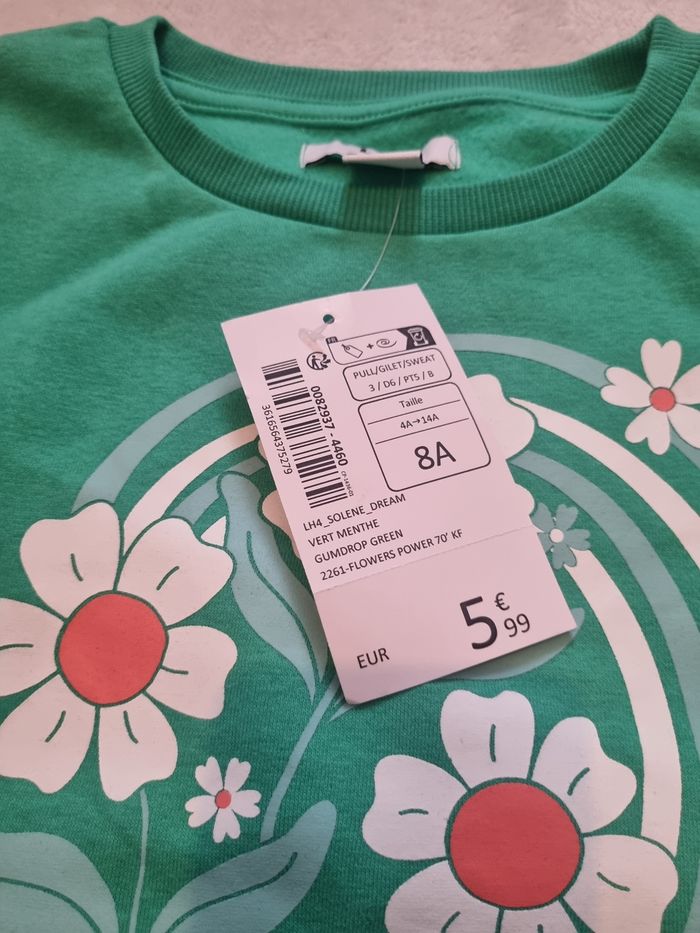 FR
PULL/GILET/SWEAT
3 / D6 / PTS / B
Taille
4A→14A
8A
0082937 - 4460
3616564375279
LH4_SOLENE_DREAM
VERT MENTHE
GUMDROP GREEN
2261-FLOWERS POWER 70' KF
EUR
5€99